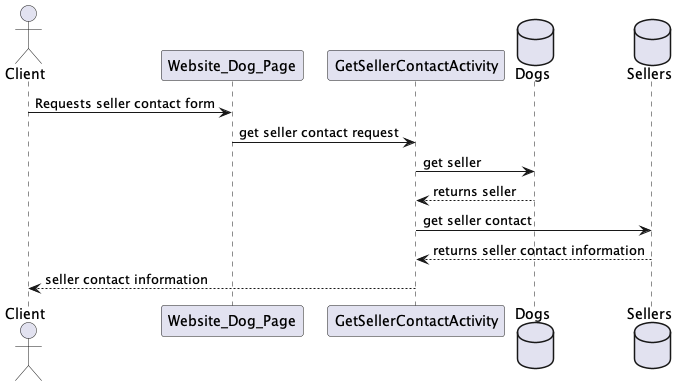 Client
Website_Dog_Page
GetSellerContactActivity
Dogs
Sellers
Requests seller contact form
get seller contact request
get seller
returns seller
get seller contact
returns seller contact information
seller contact information
Client
Website_Dog_Page
GetSellerContactActivity
Dogs
Sellers